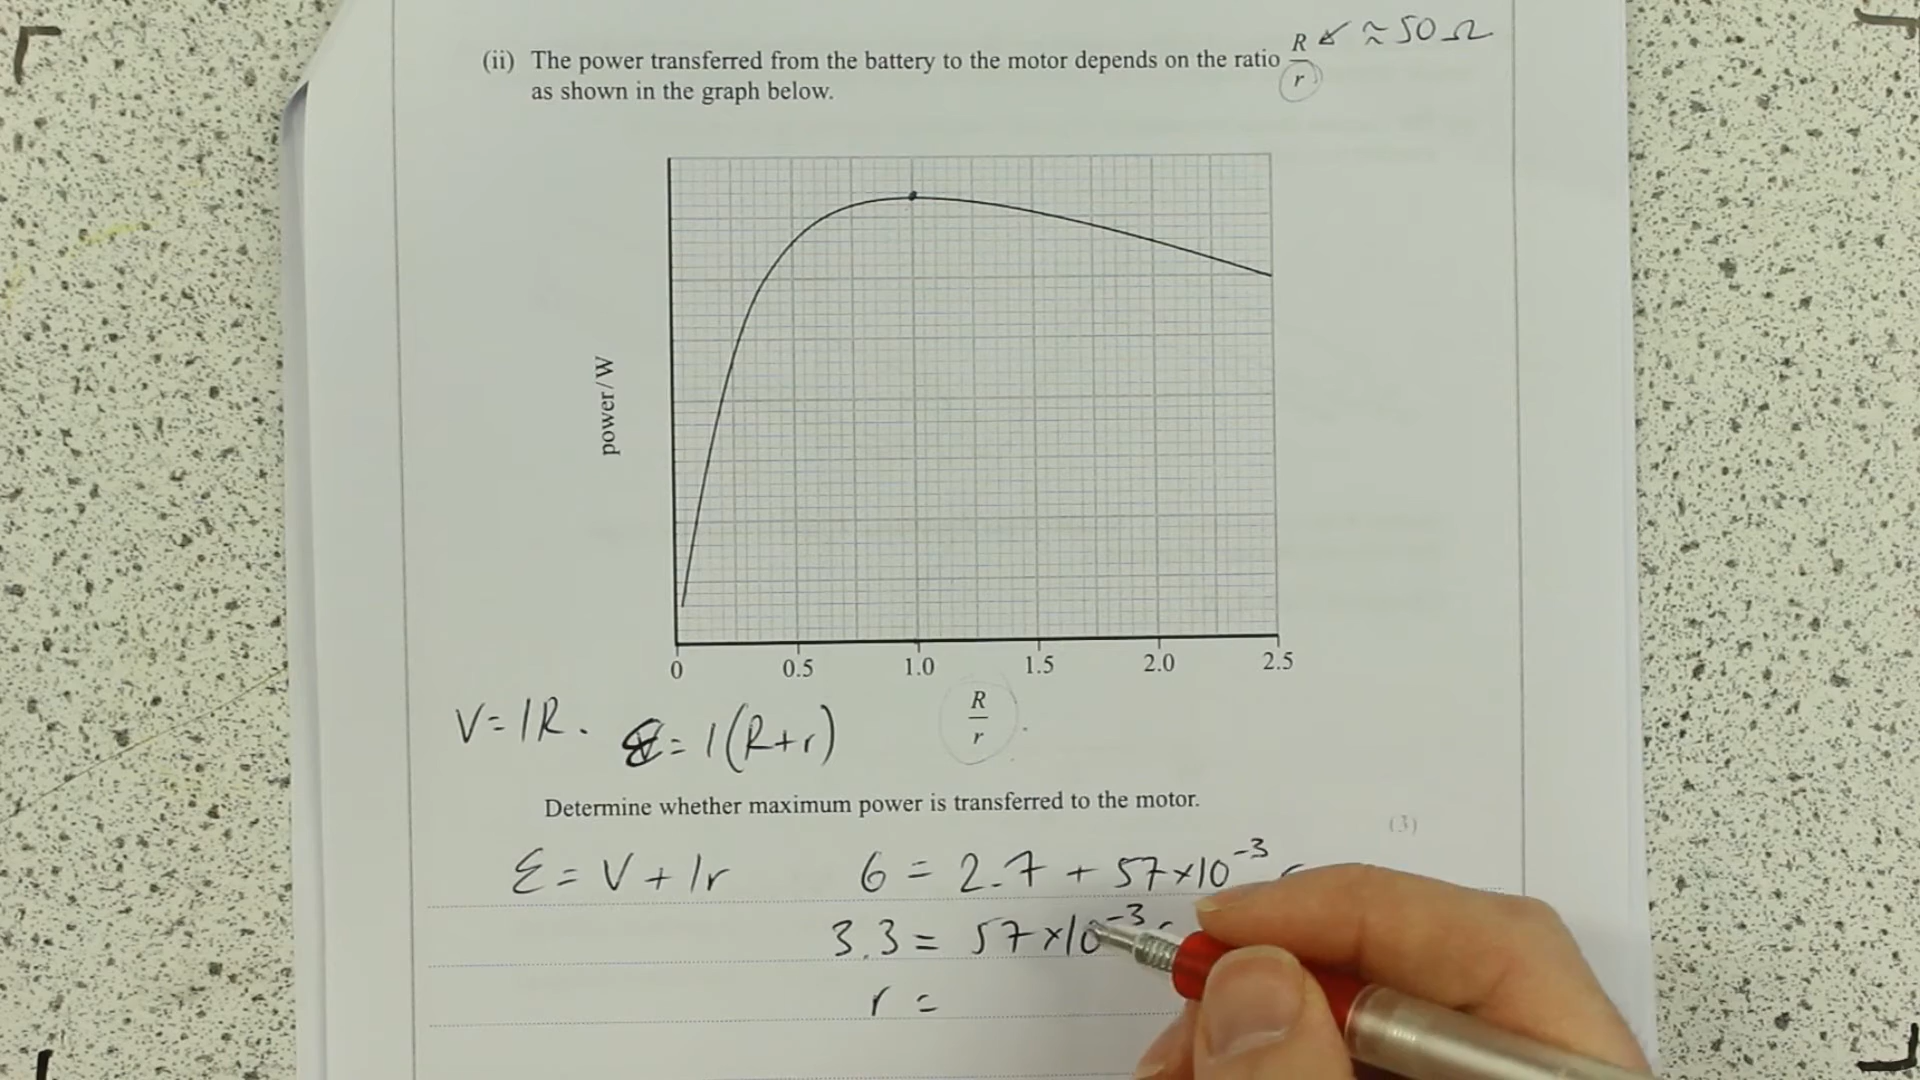 (ii) The power transferred from the battery to the motor depends on the ratio R/r ↙ ≈ 50 Ω
as shown in the graph below.
power/W
0 0.5 1.0 1.5 2.0 2.5
R/r
V = IR. ε = I(R+r)
Determine whether maximum power is transferred to the motor.
(3)
ε = V + Ir 6 = 2.7 + 57×10⁻³ r
3.3 = 57×10⁻³
r =